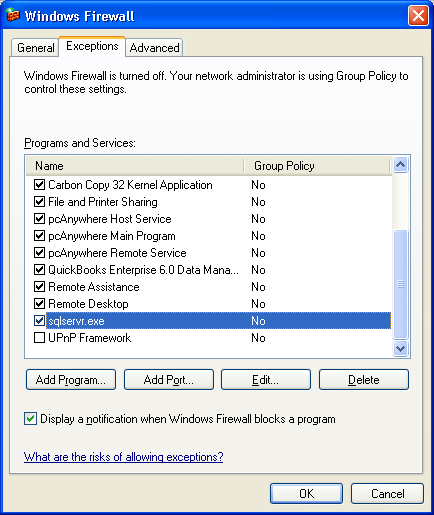 Windows Firewall
General Exceptions Advanced
Windows Firewall is turned off. Your network administrator is using Group Policy to
control these settings.
Programs and Services:
Name Group Policy
Carbon Copy 32 Kernel Application No
File and Printer Sharing No
pcAnywhere Host Service No
pcAnywhere Main Program No
pcAnywhere Remote Service No
QuickBooks Enterprise 6.0 Data Mana... No
Remote Assistance No
Remote Desktop No
sqlservr.exe No
UPnP Framework No
Add Program... Add Port... Edit... Delete
Display a notification when Windows Firewall blocks a program
What are the risks of allowing exceptions?
OK Cancel